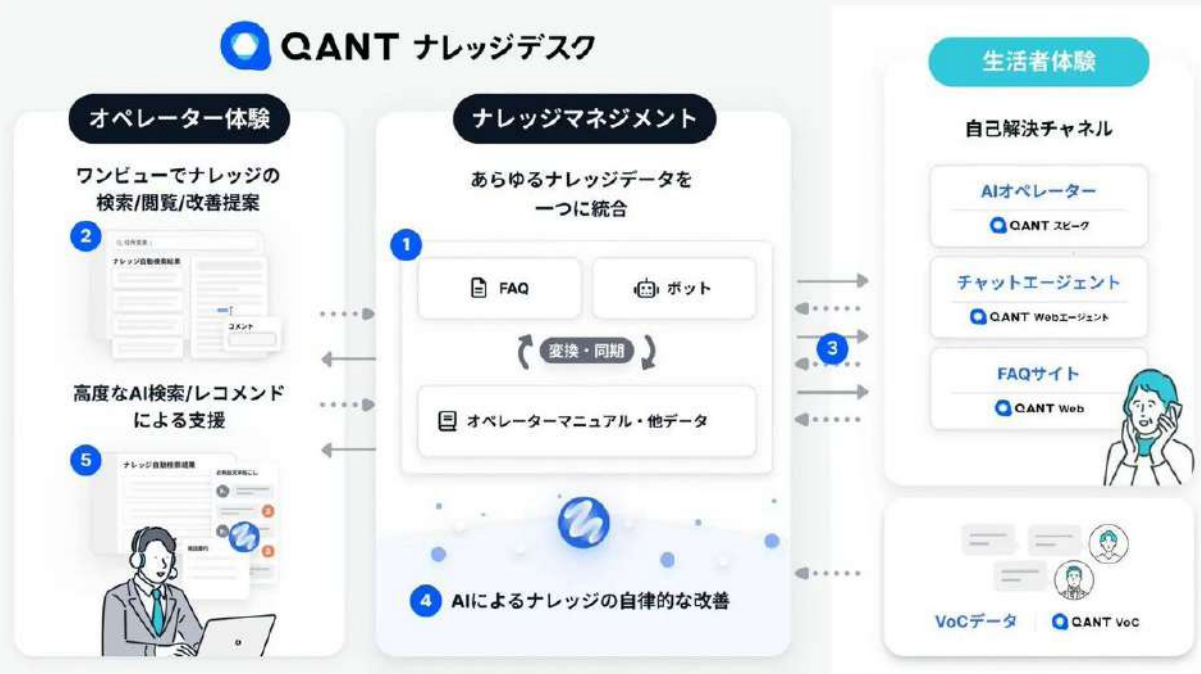 QANT ナレッジデスク
オペレーター体験
ワンビューでナレッジの
検索/閲覧/改善提案
2
ナレッジ自動検索結果
コメント
高度なAI検索/レコメンド
による支援
5
ナレッジ自動検索結果
ナレッジマネジメント
あらゆるナレッジデータを
一つに統合
1
FAQ
ボット
変換・同期
オペレーターマニュアル・他データ
4 AIによるナレッジの自律的な改善
3
生活者体験
自己解決チャネル
AIオペレーター
QANT スピーク
チャットエージェント
QANT Webエージェント
FAQサイト
QANT Web
VoCデータ
QANT VoC